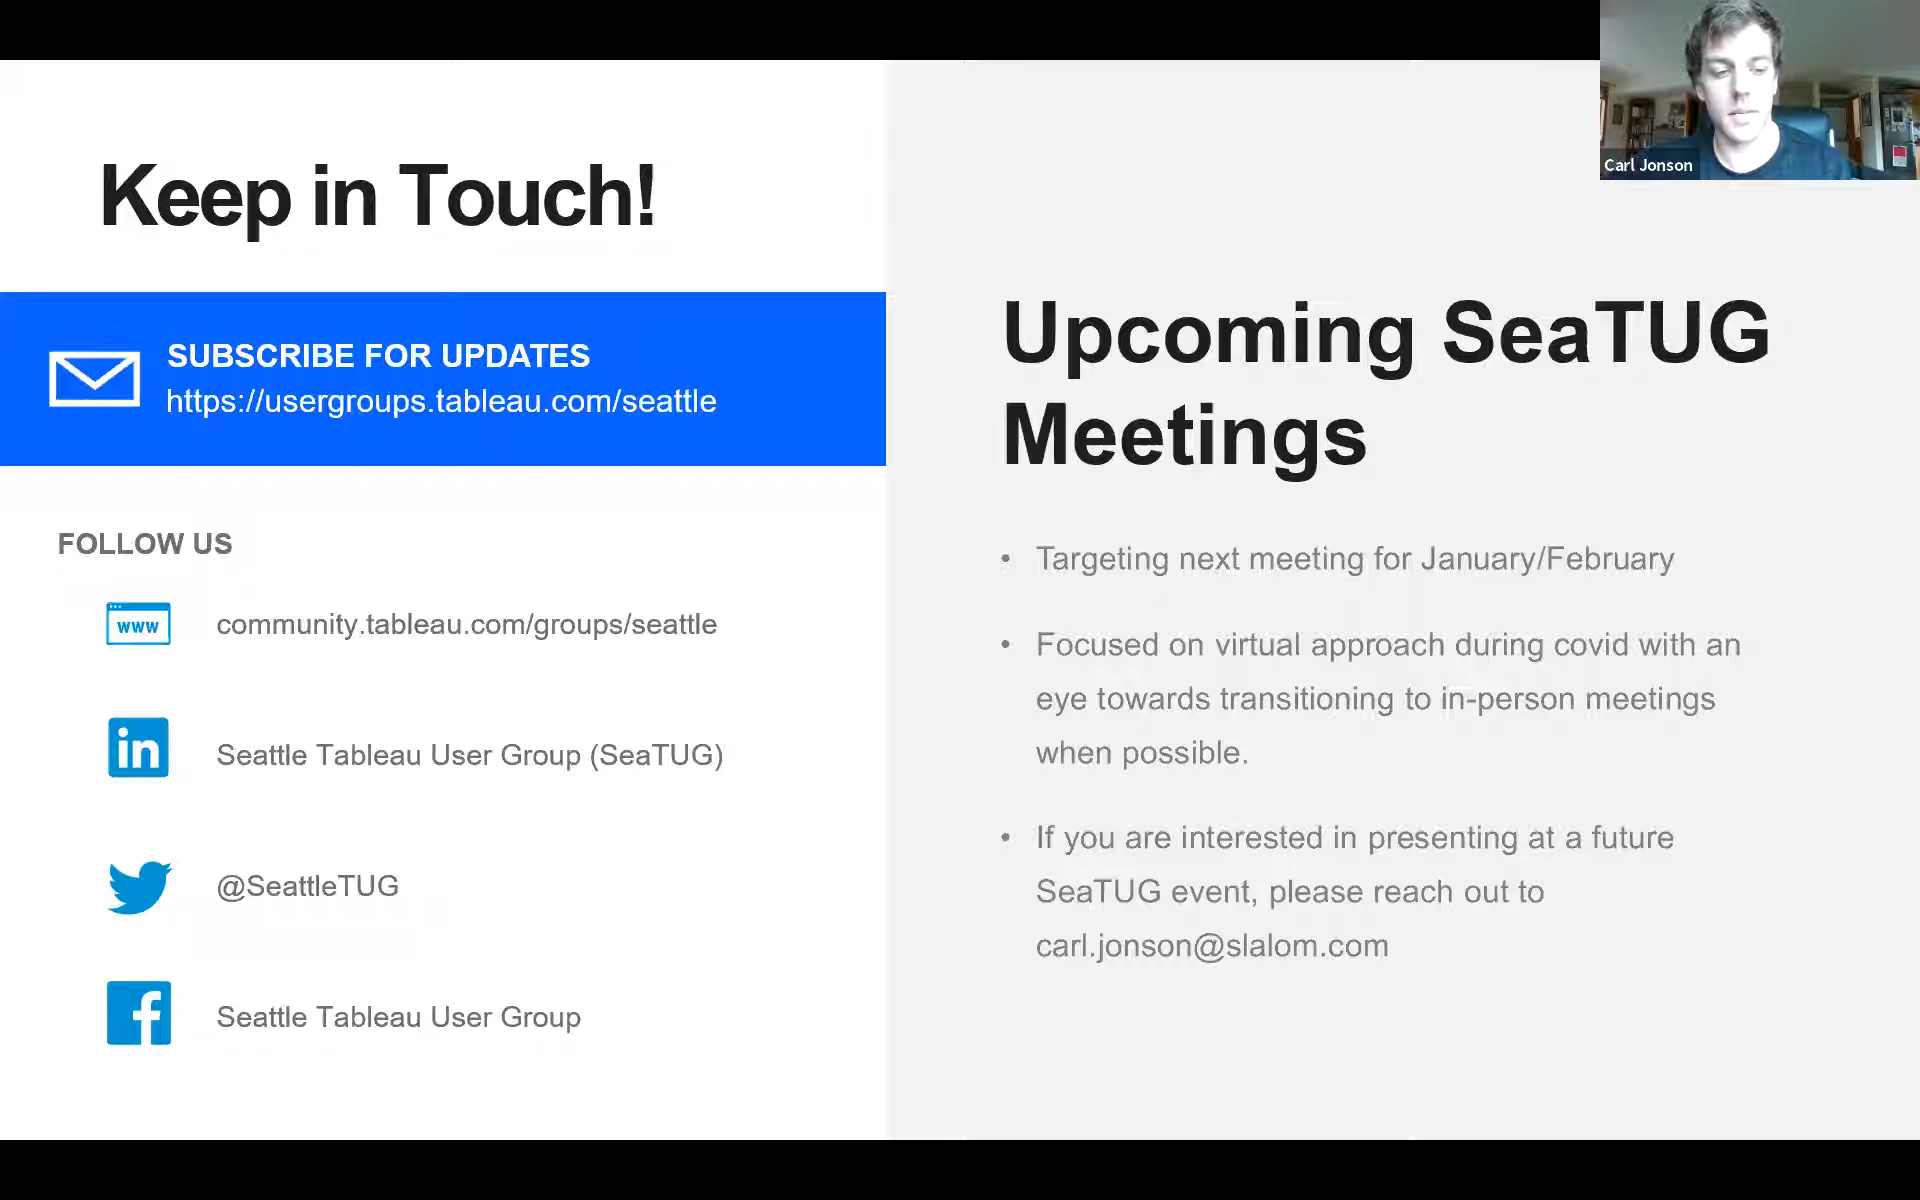 Carl Jonson
Keep in Touch!
SUBSCRIBE FOR UPDATES
https://usergroups.tableau.com/seattle
FOLLOW US
www
community.tableau.com/groups/seattle
in
Seattle Tableau User Group (SeaTUG)
@SeattleTUG
f
Seattle Tableau User Group
Upcoming SeaTUG
Meetings
• Targeting next meeting for January/February
• Focused on virtual approach during covid with an
eye towards transitioning to in-person meetings
when possible.
• If you are interested in presenting at a future
SeaTUG event, please reach out to
carl.jonson@slalom.com